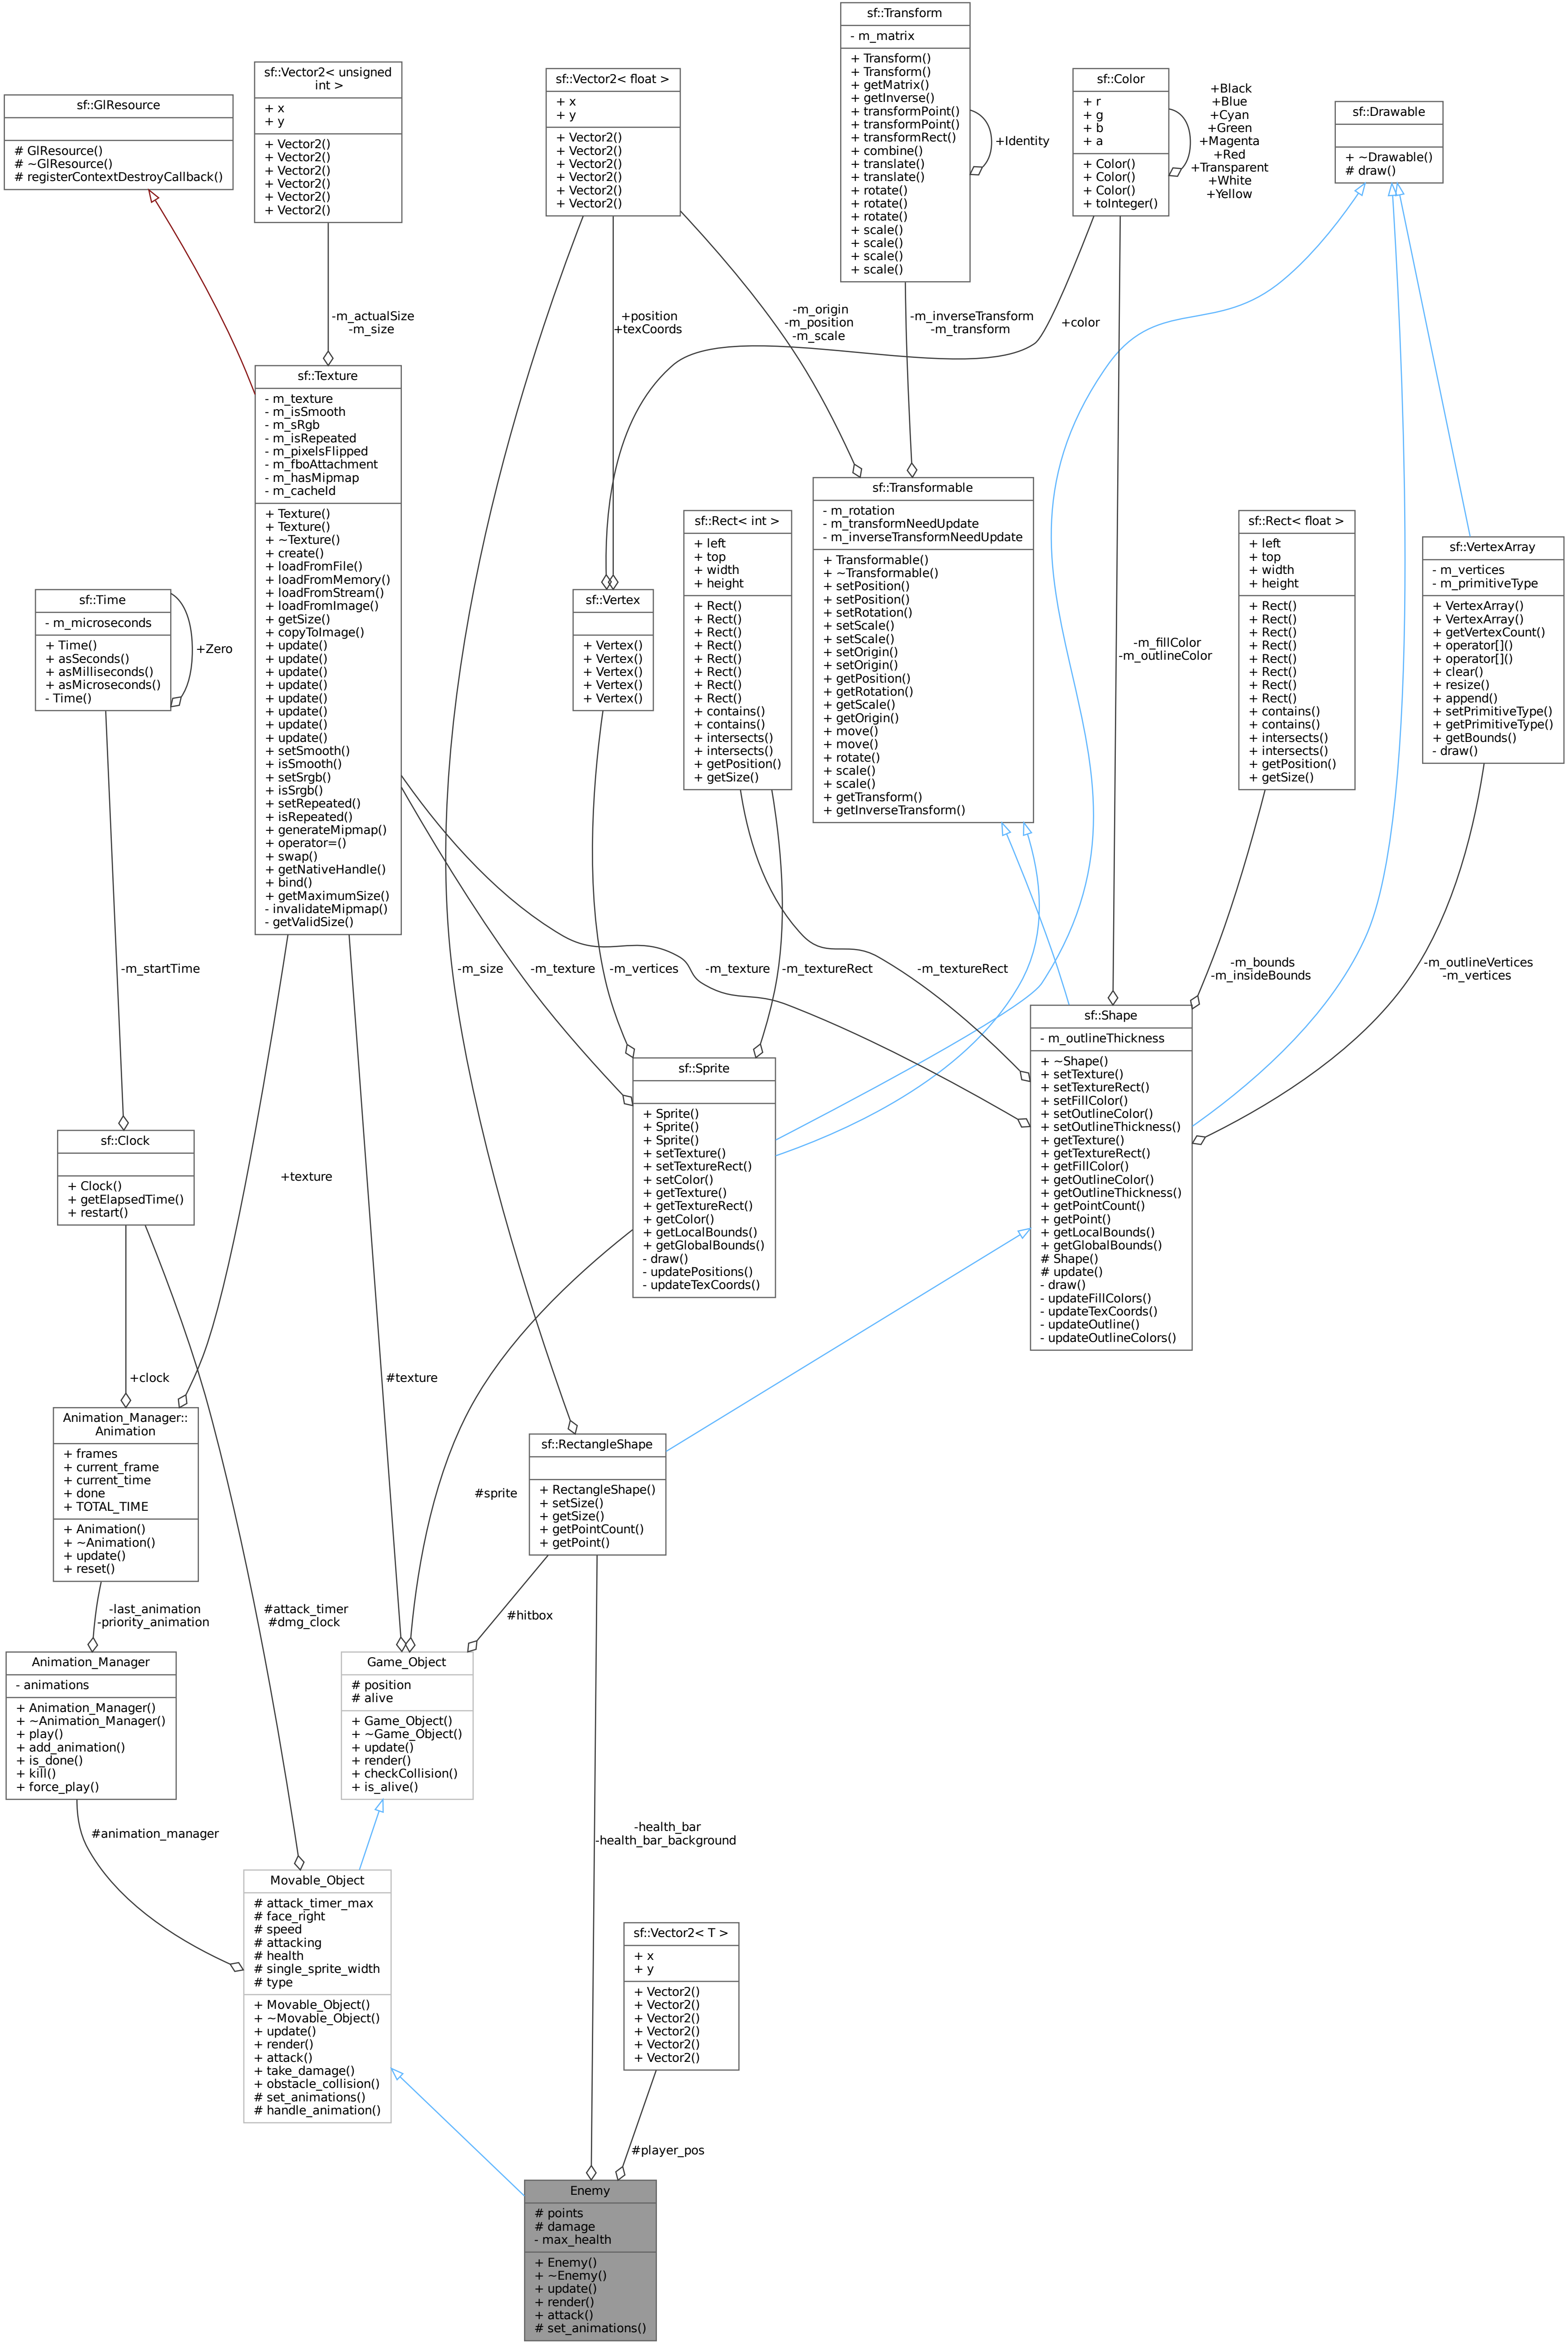 sf::Transform
- m_matrix
+ Transform()
+ Transform()
+ getMatrix()
+ getInverse()
+ transformPoint()
+ transformPoint()
+ transformRect()
+ combine()
+ translate()
+ translate()
+ rotate()
+ rotate()
+ rotate()
+ scale()
+ scale()
+ scale()
+ scale()
+Identity
sf::Vector2< unsigned
int >
+ x
+ y
+ Vector2()
+ Vector2()
+ Vector2()
+ Vector2()
+ Vector2()
+ Vector2()
sf::Vector2< float >
+ x
+ y
+ Vector2()
+ Vector2()
+ Vector2()
+ Vector2()
+ Vector2()
+ Vector2()
sf::Color
+ r
+ g
+ b
+ a
+ Color()
+ Color()
+ Color()
+ toInteger()
+Black
+Blue
+Cyan
+Green
+Magenta
+Red
+Transparent
+White
+Yellow
sf::GlResource
# GlResource()
# ~GlResource()
# registerContextDestroyCallback()
sf::Drawable
+ ~Drawable()
# draw()
-m_actualSize
-m_size
+position
+texCoords
-m_origin
-m_position
-m_scale
-m_inverseTransform
-m_transform
+color
sf::Texture
- m_texture
- m_isSmooth
- m_sRgb
- m_isRepeated
- m_pixelsFlipped
- m_fboAttachment
- m_hasMipmap
- m_cacheId
+ Texture()
+ Texture()
+ ~Texture()
+ create()
+ loadFromFile()
+ loadFromMemory()
+ loadFromStream()
+ loadFromImage()
+ getSize()
+ copyToImage()
+ update()
+ update()
+ update()
+ update()
+ update()
+ update()
+ update()
+ update()
+ setSmooth()
+ isSmooth()
+ setSrgb()
+ isSrgb()
+ setRepeated()
+ isRepeated()
+ generateMipmap()
+ operator=()
+ swap()
+ getNativeHandle()
+ bind()
+ getMaximumSize()
- invalidateMipmap()
- getValidSize()
sf::Transformable
- m_rotation
- m_transformNeedUpdate
- m_inverseTransformNeedUpdate
+ Transformable()
+ ~Transformable()
+ setPosition()
+ setPosition()
+ setRotation()
+ setScale()
+ setScale()
+ setOrigin()
+ setOrigin()
+ getPosition()
+ getRotation()
+ getScale()
+ getOrigin()
+ move()
+ move()
+ rotate()
+ scale()
+ scale()
+ getTransform()
+ getInverseTransform()
sf::Rect< int >
+ left
+ top
+ width
+ height
+ Rect()
+ Rect()
+ Rect()
+ Rect()
+ Rect()
+ Rect()
+ Rect()
+ Rect()
+ contains()
+ contains()
+ intersects()
+ intersects()
+ getPosition()
+ getSize()
sf::Rect< float >
+ left
+ top
+ width
+ height
+ Rect()
+ Rect()
+ Rect()
+ Rect()
+ Rect()
+ Rect()
+ Rect()
+ Rect()
+ contains()
+ contains()
+ intersects()
+ intersects()
+ getPosition()
+ getSize()
sf::VertexArray
- m_vertices
- m_primitiveType
+ VertexArray()
+ VertexArray()
+ getVertexCount()
+ operator[]()
+ operator[]()
+ clear()
+ resize()
+ append()
+ setPrimitiveType()
+ getPrimitiveType()
+ getBounds()
- draw()
sf::Time
- m_microseconds
+ Time()
+ asSeconds()
+ asMilliseconds()
+ asMicroseconds()
- Time()
+Zero
sf::Vertex
+ Vertex()
+ Vertex()
+ Vertex()
+ Vertex()
+ Vertex()
-m_fillColor
-m_outlineColor
-m_startTime
-m_size
-m_texture
-m_vertices
-m_texture
-m_textureRect
-m_textureRect
-m_bounds
-m_insideBounds
-m_outlineVertices
-m_vertices
sf::Shape
- m_outlineThickness
+ ~Shape()
+ setTexture()
+ setTextureRect()
+ setFillColor()
+ setOutlineColor()
+ setOutlineThickness()
+ getTexture()
+ getTextureRect()
+ getFillColor()
+ getOutlineColor()
+ getOutlineThickness()
+ getPointCount()
+ getPoint()
+ getLocalBounds()
+ getGlobalBounds()
# Shape()
# update()
- draw()
- updateFillColors()
- updateTexCoords()
- updateOutline()
- updateOutlineColors()
sf::Sprite
+ Sprite()
+ Sprite()
+ Sprite()
+ setTexture()
+ setTextureRect()
+ setColor()
+ getTexture()
+ getTextureRect()
+ getColor()
+ getLocalBounds()
+ getGlobalBounds()
- draw()
- updatePositions()
- updateTexCoords()
sf::Clock
+ Clock()
+ getElapsedTime()
+ restart()
+texture
+clock
#texture
Animation_Manager::
Animation
+ frames
+ current_frame
+ current_time
+ done
+ TOTAL_TIME
+ Animation()
+ ~Animation()
+ update()
+ reset()
sf::RectangleShape
+ RectangleShape()
+ setSize()
+ getSize()
+ getPointCount()
+ getPoint()
#sprite
-last_animation
-priority_animation
#attack_timer
#dmg_clock
#hitbox
Animation_Manager
- animations
+ Animation_Manager()
+ ~Animation_Manager()
+ play()
+ add_animation()
+ is_done()
+ kill()
+ force_play()
Game_Object
# position
# alive
+ Game_Object()
+ ~Game_Object()
+ update()
+ render()
+ checkCollision()
+ is_alive()
#animation_manager
-health_bar
-health_bar_background
Movable_Object
# attack_timer_max
# face_right
# speed
# attacking
# health
# single_sprite_width
# type
+ Movable_Object()
+ ~Movable_Object()
+ update()
+ render()
+ attack()
+ take_damage()
+ obstacle_collision()
# set_animations()
# handle_animation()
sf::Vector2< T >
+ x
+ y
+ Vector2()
+ Vector2()
+ Vector2()
+ Vector2()
+ Vector2()
+ Vector2()
#player_pos
Enemy
# points
# damage
- max_health
+ Enemy()
+ ~Enemy()
+ update()
+ render()
+ attack()
# set_animations()